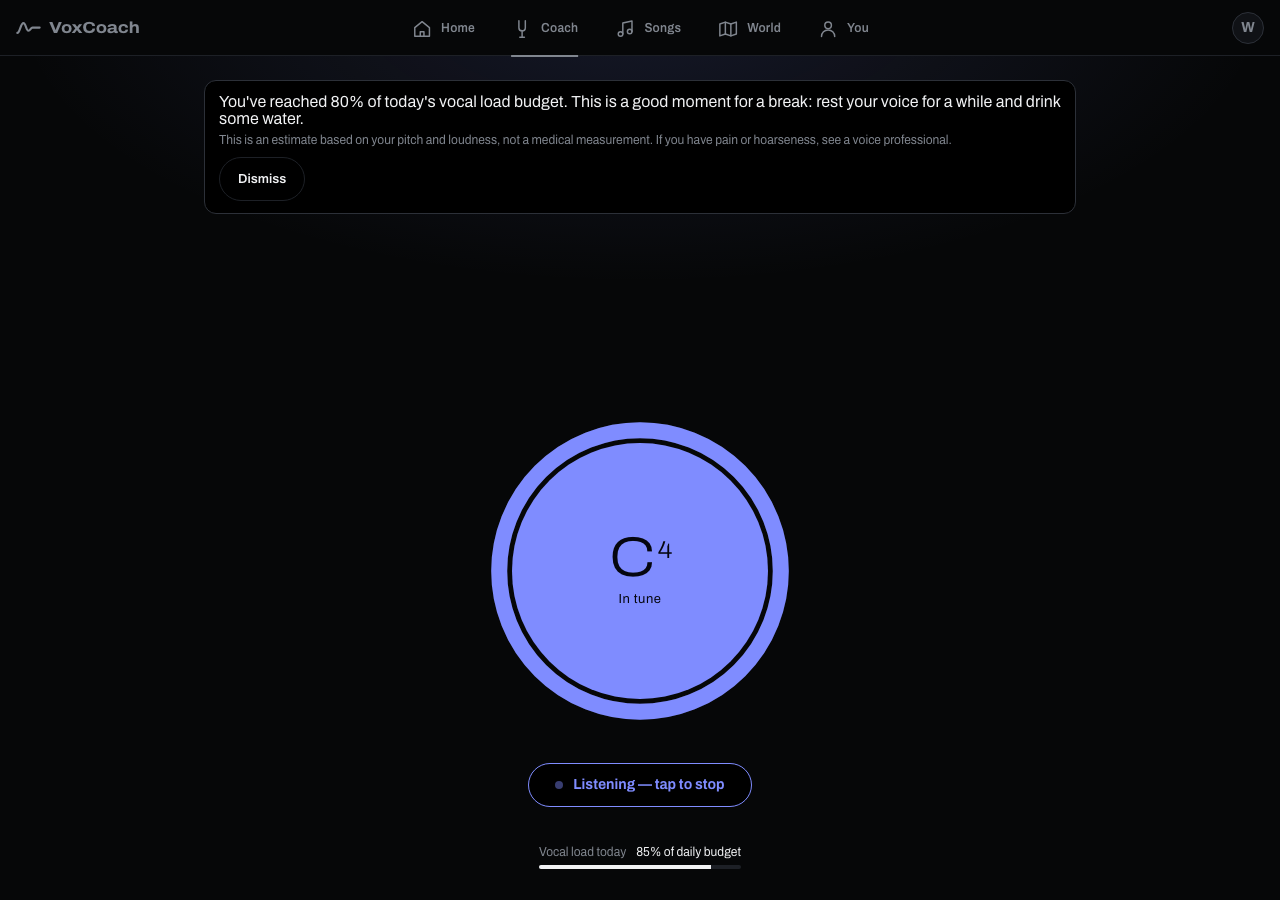 VoxCoach
Home
Coach
Songs
World
You
W
You've reached 80% of today's vocal load budget. This is a good moment for a break: rest your voice for a while and drink
some water.
This is an estimate based on your pitch and loudness, not a medical measurement. If you have pain or hoarseness, see a voice professional.
Dismiss
C4
In tune
Listening — tap to stop
Vocal load today 85% of daily budget